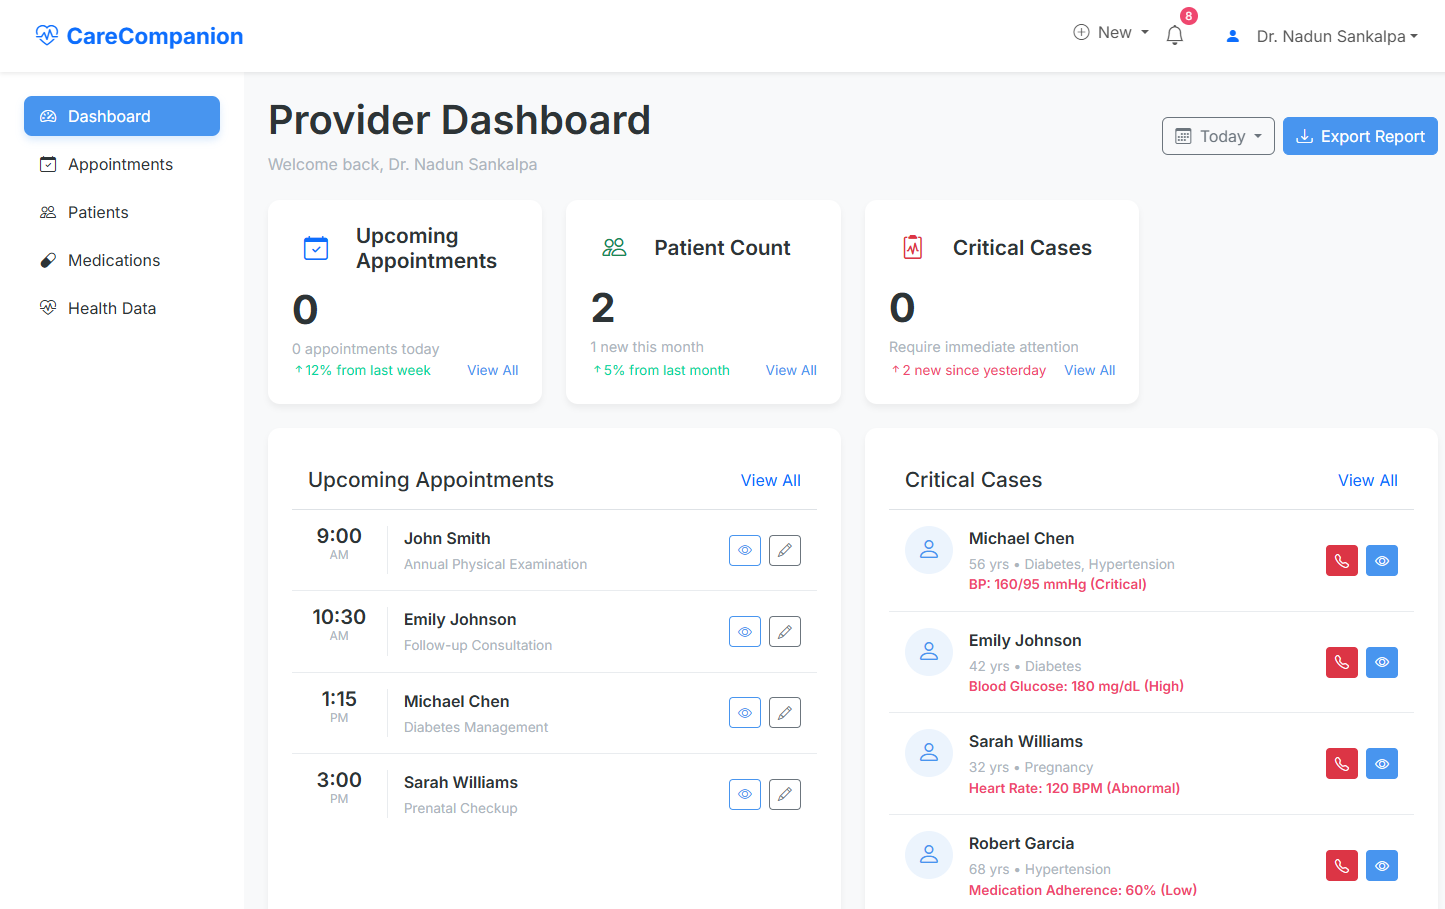 CareCompanion
New
8
Dr. Nadun Sankalpa
Dashboard
Appointments
Patients
Medications
Health Data
Provider Dashboard
Welcome back, Dr. Nadun Sankalpa
Today
Export Report
Upcoming
Appointments
0
0 appointments today
↑12% from last week
View All
Patient Count
2
1 new this month
↑5% from last month
View All
Critical Cases
0
Require immediate attention
↑2 new since yesterday
View All
Upcoming Appointments
View All
9:00
AM
John Smith
Annual Physical Examination
10:30
AM
Emily Johnson
Follow-up Consultation
1:15
PM
Michael Chen
Diabetes Management
3:00
PM
Sarah Williams
Prenatal Checkup
Critical Cases
View All
Michael Chen
56 yrs • Diabetes, Hypertension
BP: 160/95 mmHg (Critical)
Emily Johnson
42 yrs • Diabetes
Blood Glucose: 180 mg/dL (High)
Sarah Williams
32 yrs • Pregnancy
Heart Rate: 120 BPM (Abnormal)
Robert Garcia
68 yrs • Hypertension
Medication Adherence: 60% (Low)